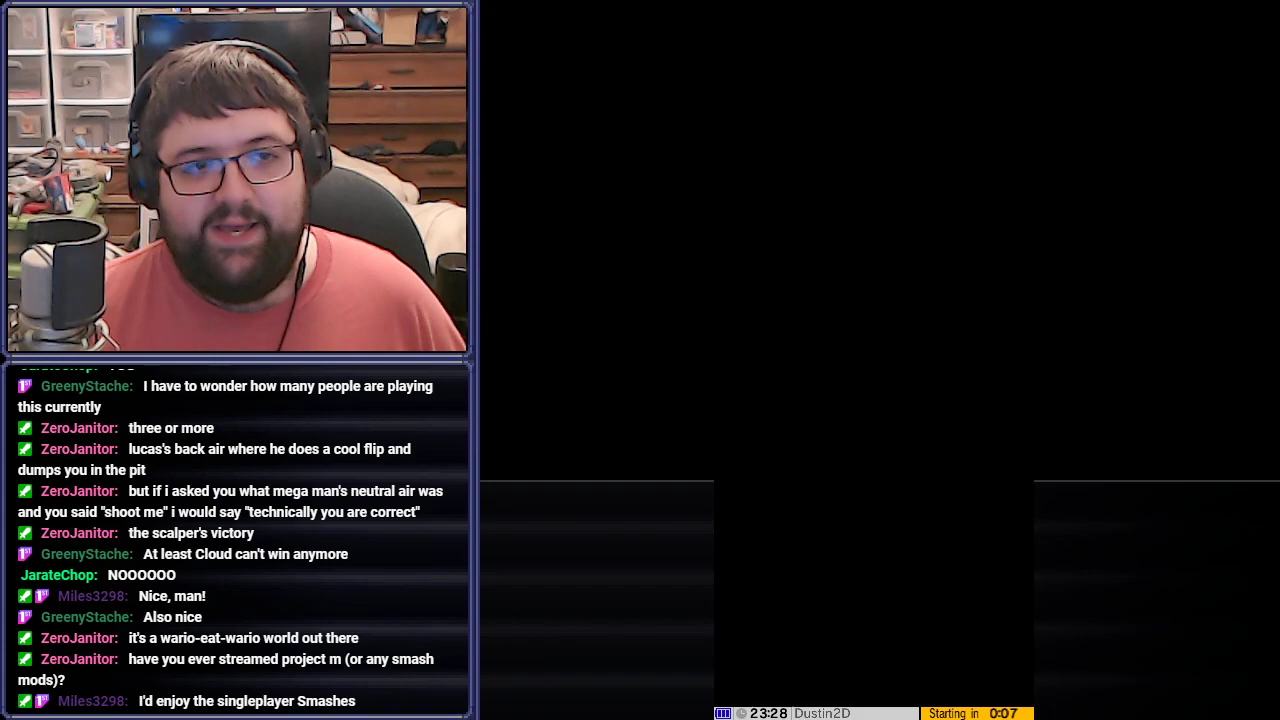 GreenyStache: I have to wonder how many people are playing
this currently
ZeroJanitor: three or more
ZeroJanitor: lucas's back air where he does a cool flip and
dumps you in the pit
ZeroJanitor: but if i asked you what mega man's neutral air was
and you said "shoot me" i would say "technically you are correct"
ZeroJanitor: the scalper's victory
GreenyStache: At least Cloud can't win anymore
JarateChop: NOOOOOO
Miles3298: Nice, man!
GreenyStache: Also nice
ZeroJanitor: it's a wario-eat-wario world out there
ZeroJanitor: have you ever streamed project m (or any smash
mods)?
Miles3298: I'd enjoy the singleplayer Smashes
23:28 Dustin2D Starting in 0:07